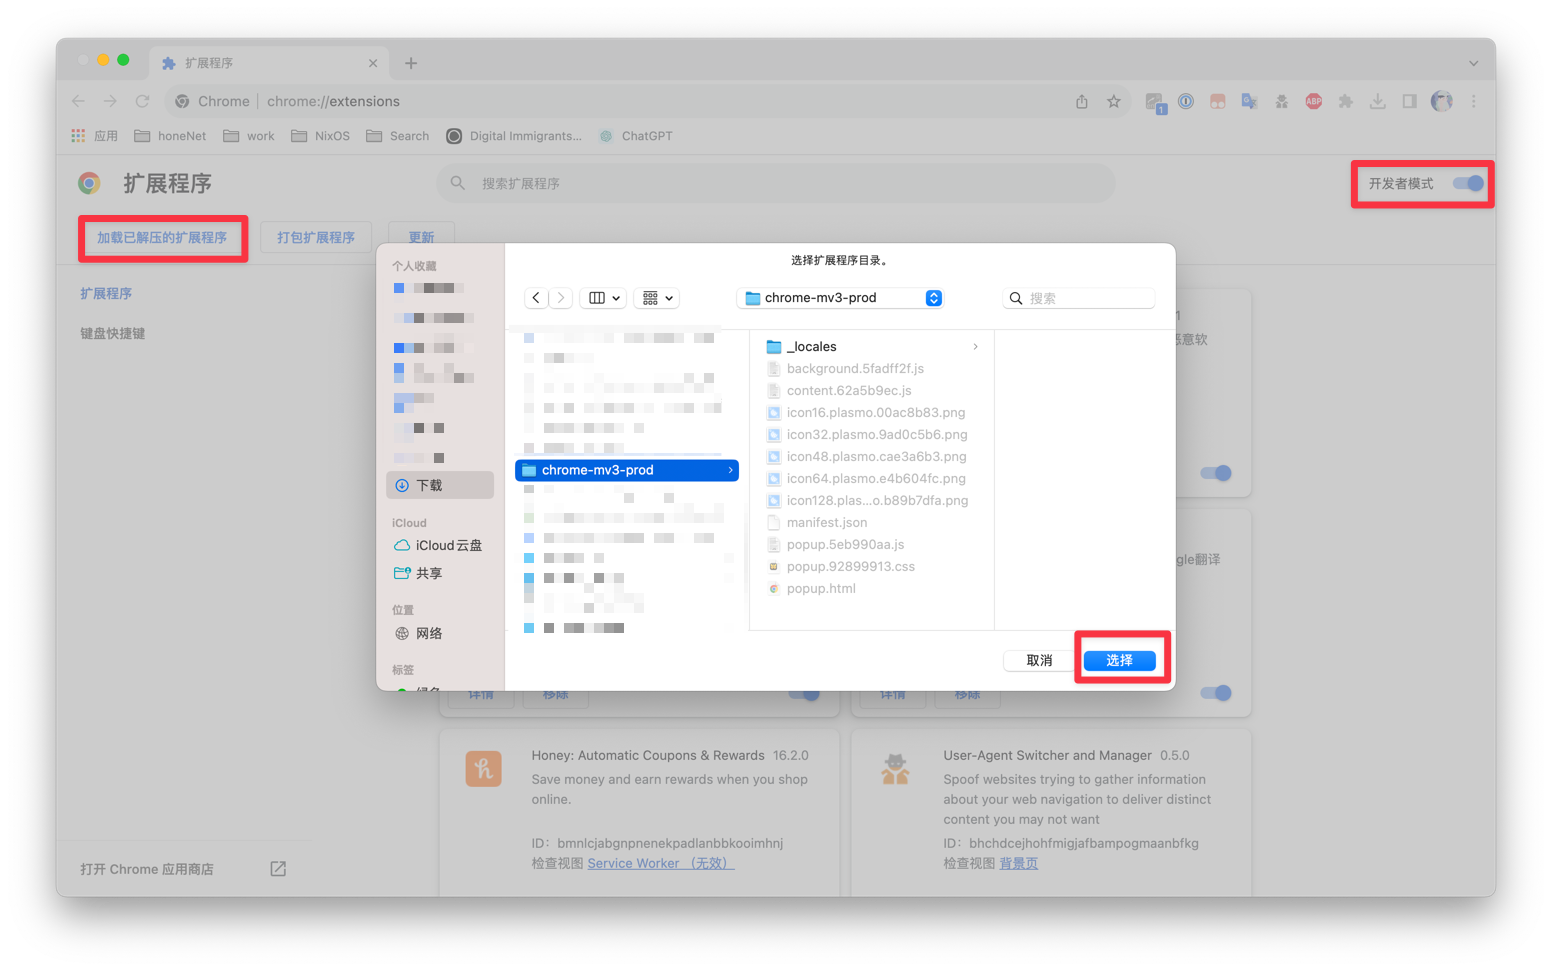 扩展程序
Chrome
chrome://extensions
1
ABP
应用
honeNet
work
NixOS
Search
Digital Immigrants...
ChatGPT
扩展程序
搜索扩展程序
开发者模式
加载已解压的扩展程序
打包扩展程序
更新
扩展程序
键盘快捷键
个人收藏
下载
iCloud
iCloud云盘
共享
位置
网络
标签
选择扩展程序目录。
chrome-mv3-prod
搜索
chrome-mv3-prod
_locales
background.5fadff2f.js
content.62a5b9ec.js
icon16.plasmo.00ac8b83.png
icon32.plasmo.9ad0c5b6.png
icon48.plasmo.cae3a6b3.png
icon64.plasmo.e4b604fc.png
icon128.plas...o.b89b7dfa.png
manifest.json
popup.5eb990aa.js
popup.92899913.css
popup.html
取消
选择
1
恶意软
gle翻译
详情
移除
详情
移除
Honey: Automatic Coupons & Rewards 16.2.0
Save money and earn rewards when you shop
online.
ID：bmnlcjabgnpnenekpadlanbbkooimhnj
检查视图 Service Worker （无效）
User-Agent Switcher and Manager 0.5.0
Spoof websites trying to gather information
about your web navigation to deliver distinct
content you may not want
ID：bhchdcejhohfmigjafbampogmaanbfkg
检查视图 背景页
打开 Chrome 应用商店